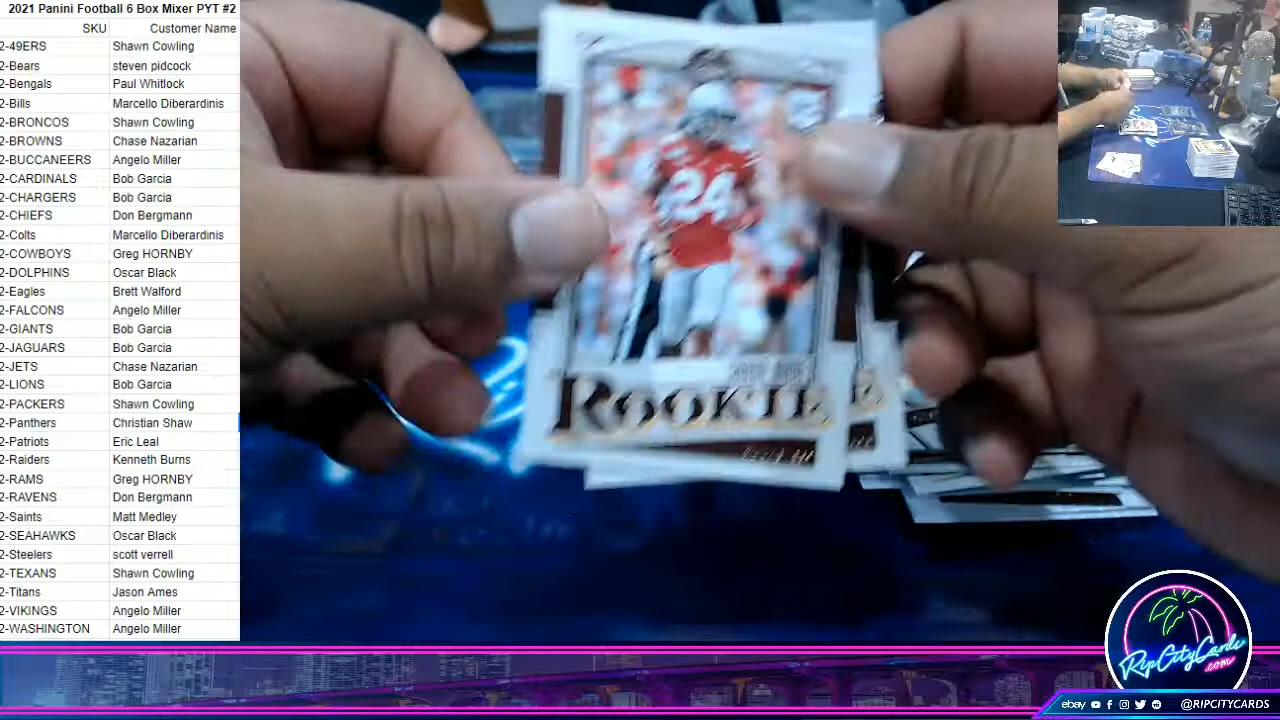 2021 Panini Football 6 Box Mixer PYT #2
SKU Customer Name
2-49ERS Shawn Cowling
2-Bears steven pidcock
2-Bengals Paul Whitlock
2-Bills Marcello Diberardinis
2-BRONCOS Shawn Cowling
2-BROWNS Chase Nazarian
2-BUCCANEERS Angelo Miller
2-CARDINALS Bob Garcia
2-CHARGERS Bob Garcia
2-CHIEFS Don Bergmann
2-Colts Marcello Diberardinis
2-COWBOYS Greg HORNBY
2-DOLPHINS Oscar Black
2-Eagles Brett Walford
2-FALCONS Angelo Miller
2-GIANTS Bob Garcia
2-JAGUARS Bob Garcia
2-JETS Chase Nazarian
2-LIONS Bob Garcia
2-PACKERS Shawn Cowling
2-Panthers Christian Shaw
2-Patriots Eric Leal
2-Raiders Kenneth Burns
2-RAMS Greg HORNBY
2-RAVENS Don Bergmann
2-Saints Matt Medley
2-SEAHAWKS Oscar Black
2-Steelers scott verrell
2-TEXANS Shawn Cowling
2-Titans Jason Ames
2-VIKINGS Angelo Miller
2-WASHINGTON Angelo Miller
24
ROOKIE
RipCityCards
.com
ebay @RIPCITYCARDS